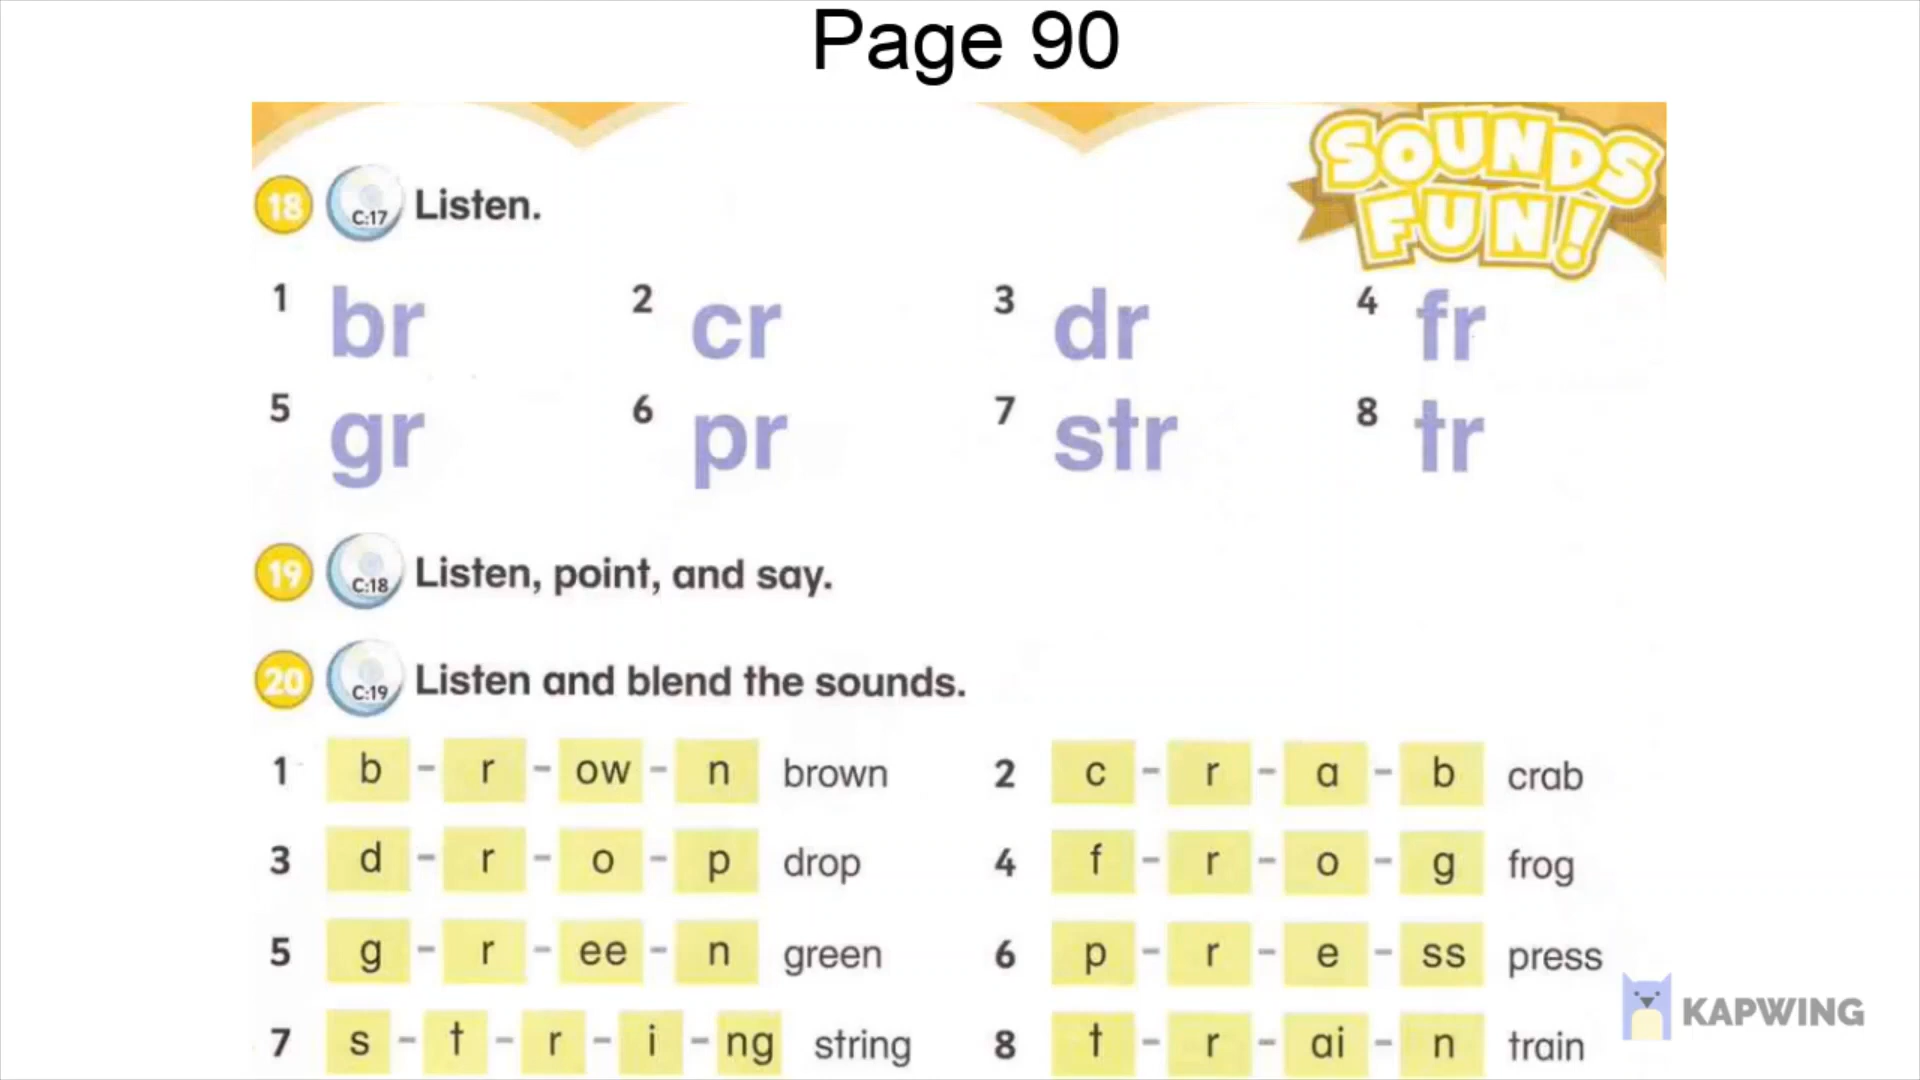 Page 90
SOUNDS
FUN!
18 C:17 Listen.
1 br 2 cr 3 dr 4 fr
5 gr 6 pr 7 str 8 tr
19 C:18 Listen, point, and say.
20 C:19 Listen and blend the sounds.
1 b - r - ow - n brown 2 c - r - a - b crab
3 d - r - o - p drop 4 f - r - o - g frog
5 g - r - ee - n green 6 p - r - e - ss press
7 s - t - r - i - ng string 8 t - r - ai - n train
KAPWING